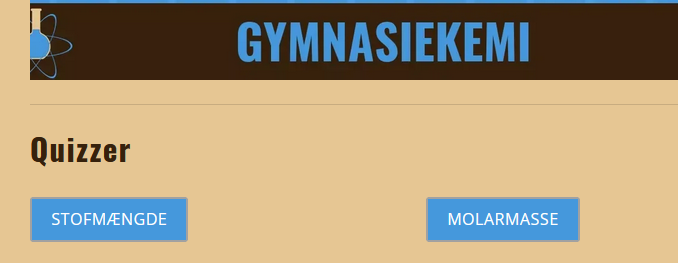 GYMNASIEKEMI
Quizzer
STOFMÆNGDE
MOLARMASSE